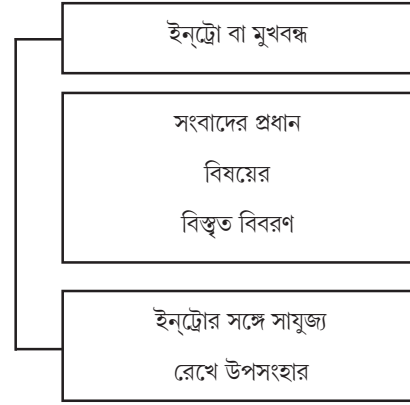 ইন্‌ট্রো বা মুখবন্ধ
সংবাদের প্রধান
বিষয়ের
বিস্তৃত বিবরণ
ইন্‌ট্রোর সঙ্গে সাযুজ্য
রেখে উপসংহার